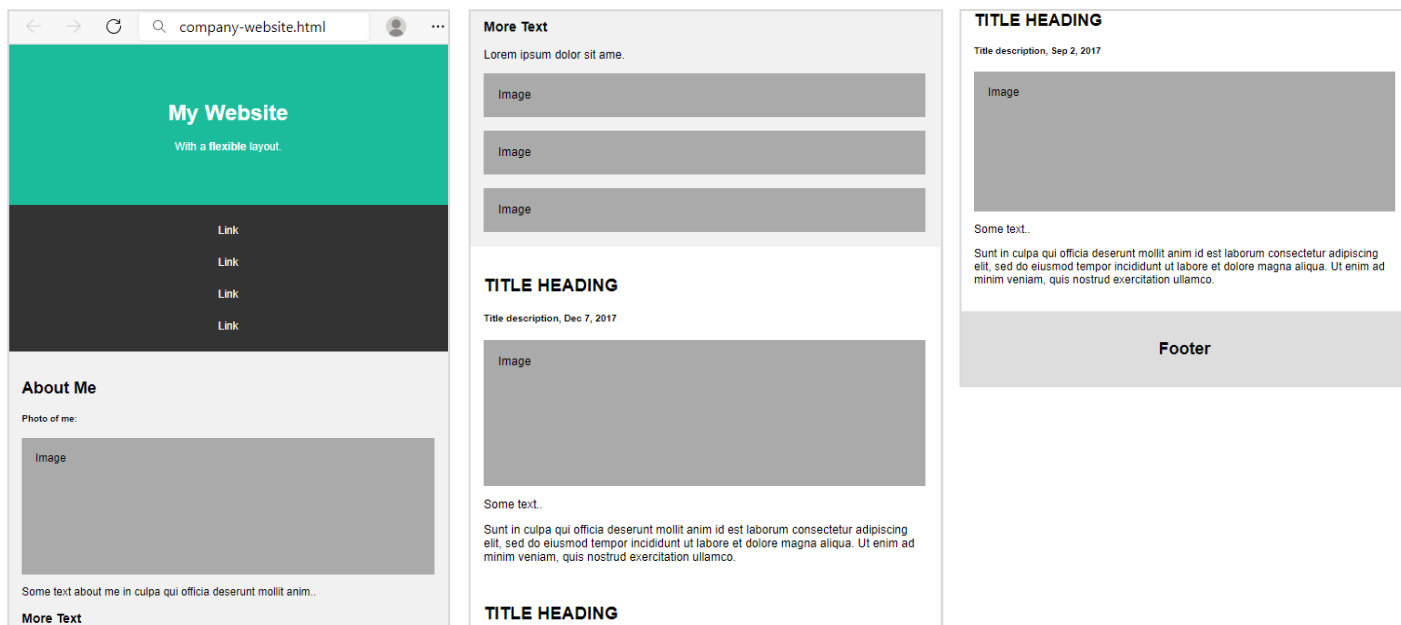 company-website.html
My Website
With a flexible layout.
Link
Link
Link
Link
About Me
Photo of me:
Image
Some text about me in culpa qui officia deserunt mollit anim..
More Text
More Text
Lorem ipsum dolor sit ame.
Image
Image
Image
TITLE HEADING
Title description, Dec 7, 2017
Image
Some text..
Sunt in culpa qui officia deserunt mollit anim id est laborum consectetur adipiscing
elit, sed do eiusmod tempor incididunt ut labore et dolore magna aliqua. Ut enim ad
minim veniam, quis nostrud exercitation ullamco.
TITLE HEADING
TITLE HEADING
Title description, Sep 2, 2017
Image
Some text..
Sunt in culpa qui officia deserunt mollit anim id est laborum consectetur adipiscing
elit, sed do eiusmod tempor incididunt ut labore et dolore magna aliqua. Ut enim ad
minim veniam, quis nostrud exercitation ullamco.
Footer